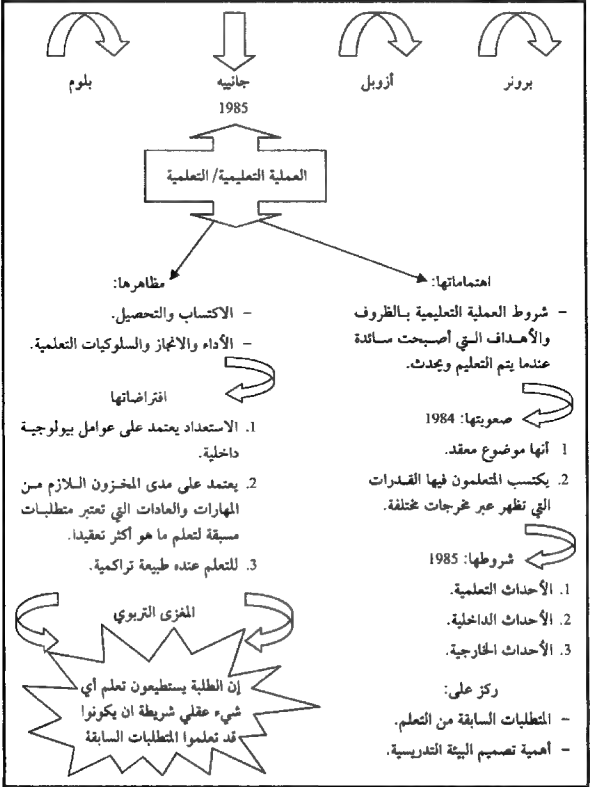 برونر
أزوبل
جانييه
بلوم
1985
العملية التعليمية/ التعلمية
اهتماماتها:
– شروط العملية التعليمية بالظروف
والأهداف التي أصبحت سائدة
عندما يتم التعليم ويحدث.
صعوبتها: 1984
1 أنها موضوع معقد.
2. يكتسب المتعلمون فيها القدرات
التي تظهر عبر مخرجات مختلفة.
شروطها: 1985
1. الأحداث التعلمية.
2. الأحداث الداخلية.
3. الأحداث الخارجية.
ركز على:
– المتطلبات السابقة من التعلم.
– أهمية تصميم البيئة التدريسية.
مظاهرها:
– الاكتساب والتحصيل.
– الأداء والانجاز والسلوكيات التعلمية.
افتراضاتها
1. الاستعداد يعتمد على عوامل بيولوجية
داخلية.
2. يعتمد على مدى المخزون اللازم من
المهارات والعادات التي تعتبر متطلبات
مسبقة لتعلم ما هو أكثر تعقيدا.
3. للتعلم عنده طبيعة تراكمية.
المغزى التربوي
إن الطلبة يستطيعون تعلم أي
شيء عقلي شريطة ان يكونوا
قد تعلموا المتطلبات السابقة